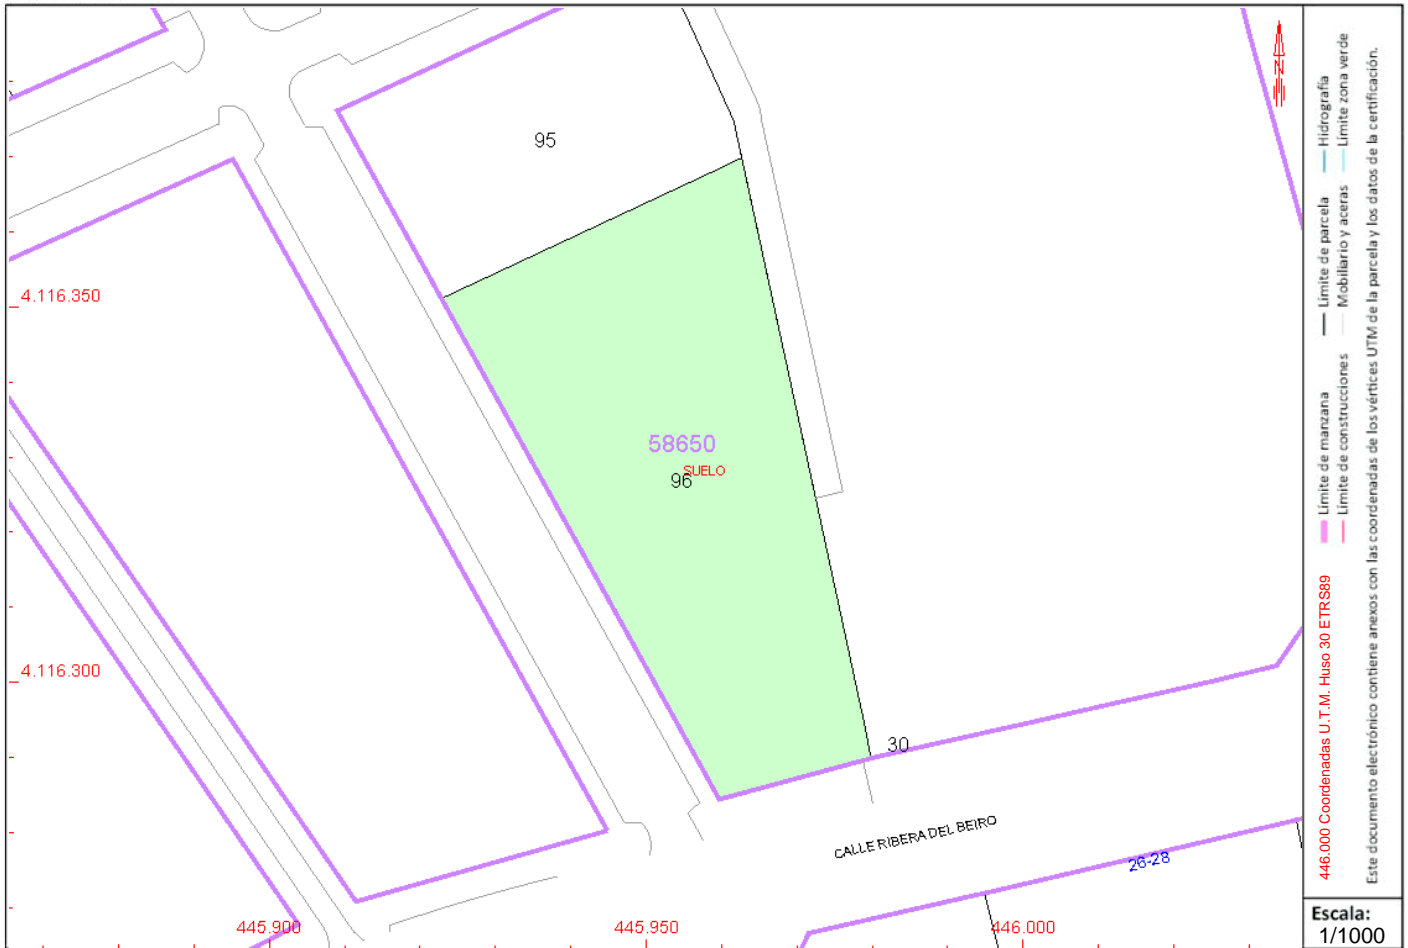 95
4.116.350
58650
SUELO
96
4.116.300
30
CALLE RIBERA DEL BEIRO
26-28
445.900
445.950
446.000
N
446.000 Coordenadas U.T.M. Huso 30 ETRS89
Límite de manzana
Límite de parcela
Hidrografía
Límite de construcciones
Mobiliario y aceras
Límite zona verde
Este documento electrónico contiene anexos con las coordenadas de los vértices UTM de la parcela y los datos de la certificación.
Escala:
1/1000